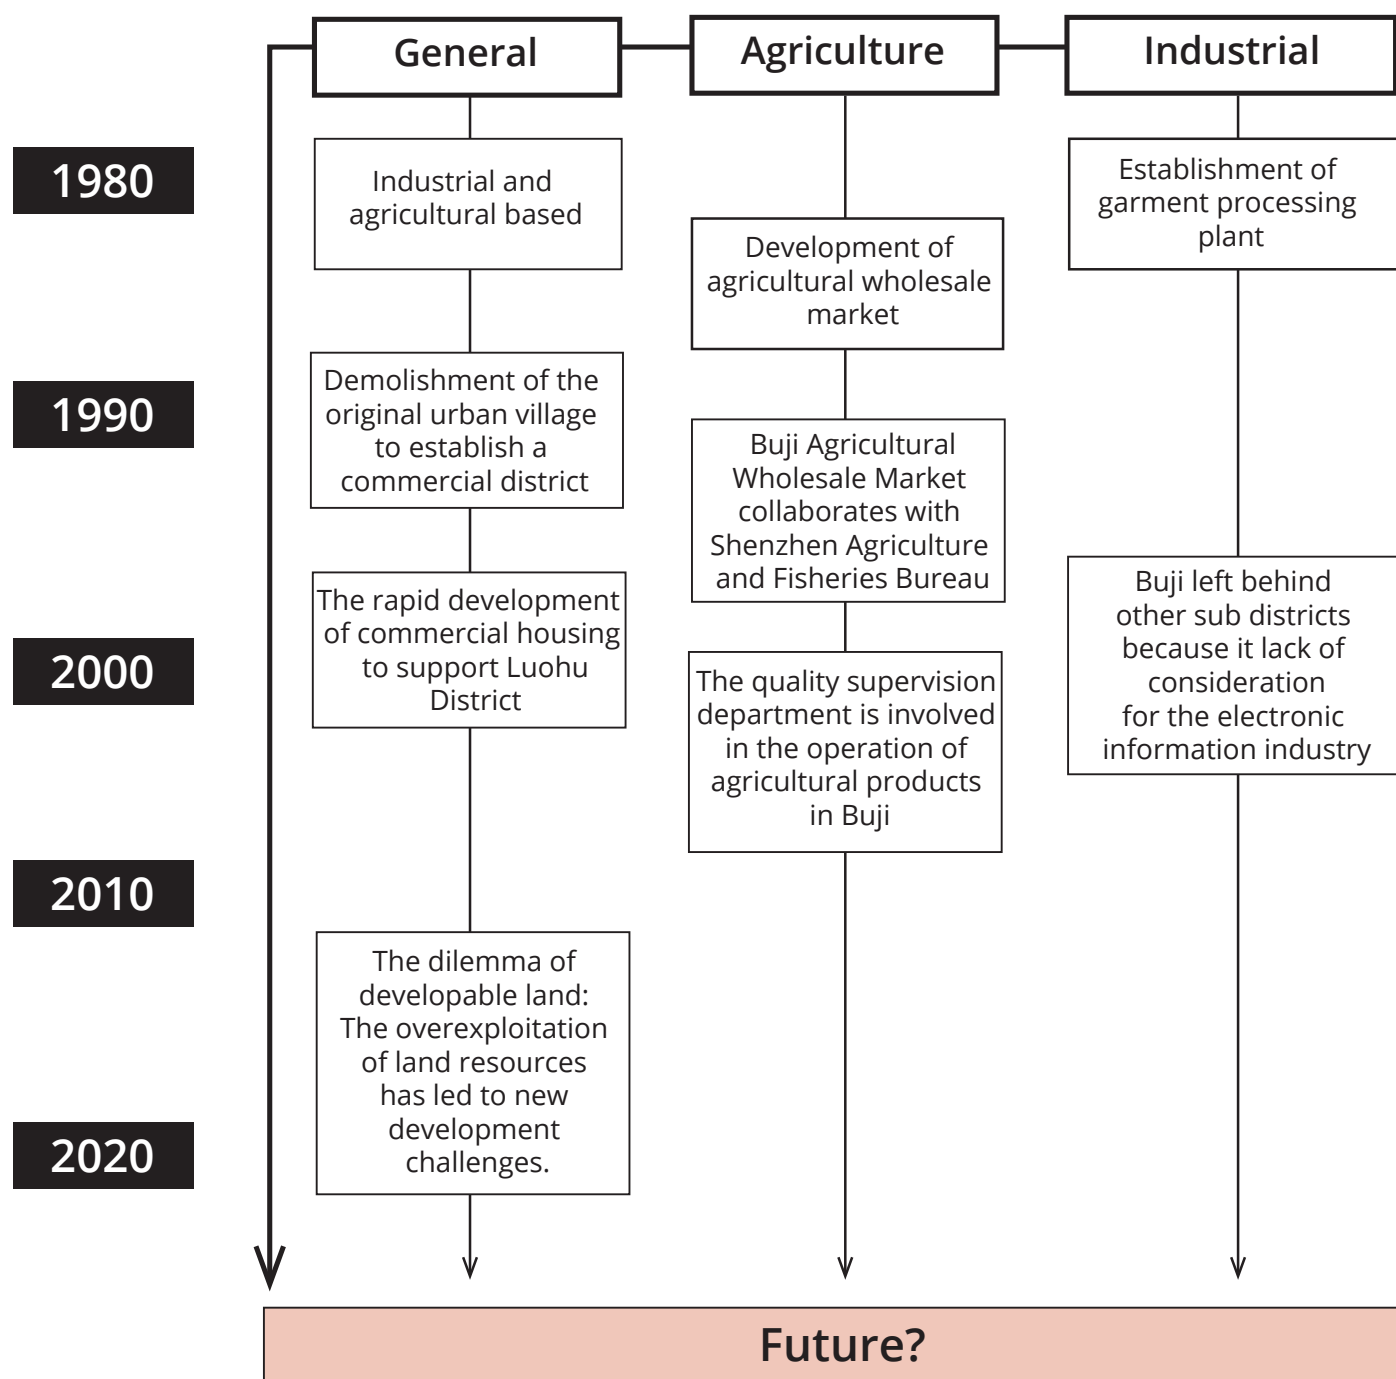 General
Agriculture
Industrial
1980
Industrial and
agricultural based
Development of
agricultural wholesale
market
Establishment of
garment processing
plant
1990
Demolishment of the
original urban village
to establish a
commercial district
Buji Agricultural
Wholesale Market
collaborates with
Shenzhen Agriculture
and Fisheries Bureau
2000
The rapid development
of commercial housing
to support Luohu
District
The quality supervision
department is involved
in the operation of
agricultural products
in Buji
Buji left behind
other sub districts
because it lack of
consideration
for the electronic
information industry
2010
The dilemma of
developable land:
The overexploitation
of land resources
has led to new
development
challenges.
2020
Future?